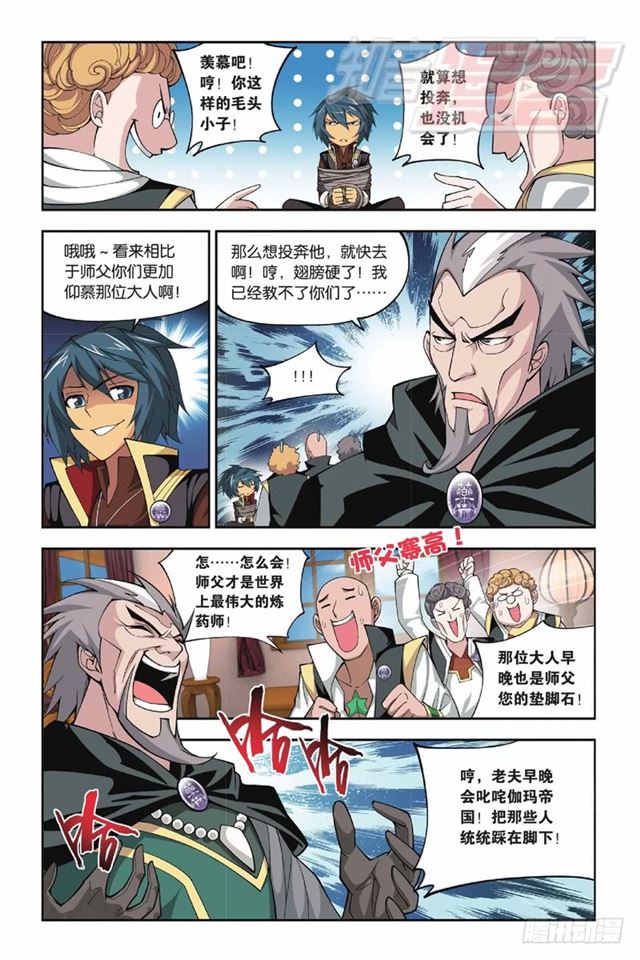 羡慕吧！
哼！你这
样的毛头
小子！
就算想
投奔，
也没机
会了！
哦哦～看来相比
于师父你们更加
仰慕那位大人啊！
那么想投奔他，就快去
啊！哼，翅膀硬了！我
已经教不了你们了……
！！！
师父赛高！
怎……怎么会！
师父才是世界
上最伟大的炼
药师！
那位大人早
晚也是师父
您的垫脚石！
哈
哈
哈
哼，老夫早晚
会叱咤伽玛帝
国！把那些人
统统踩在脚下！
腾讯动漫